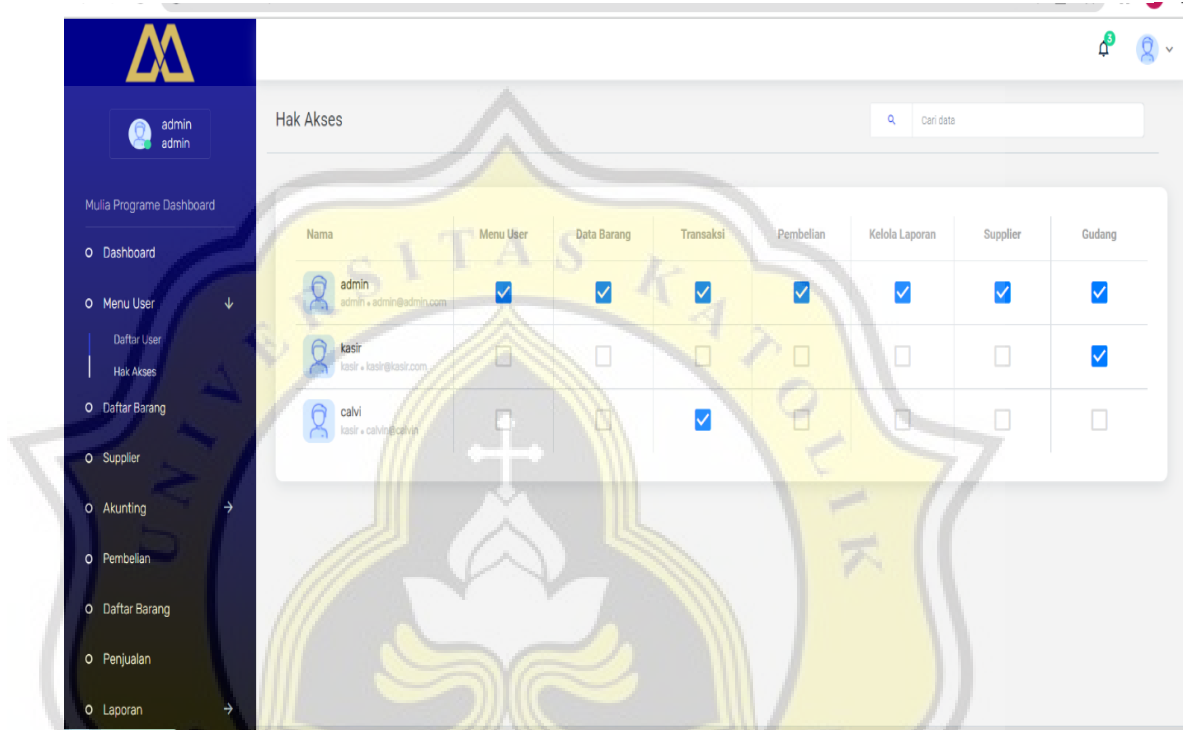 3
admin
admin
Mulia Programe Dashboard
Dashboard
Menu User
Daftar User
Hak Akses
Daftar Barang
Supplier
Akunting
Pembelian
Daftar Barang
Penjualan
Laporan
Hak Akses
Cari data
Nama Menu User Data Barang Transaksi Pembelian Kelola Laporan Supplier Gudang
admin
admin • admin@admin.com
kasir
kasir • kasir@kasir.com
calvi
kasir • calvin@calvin
UNIVERSITAS KATOLIK